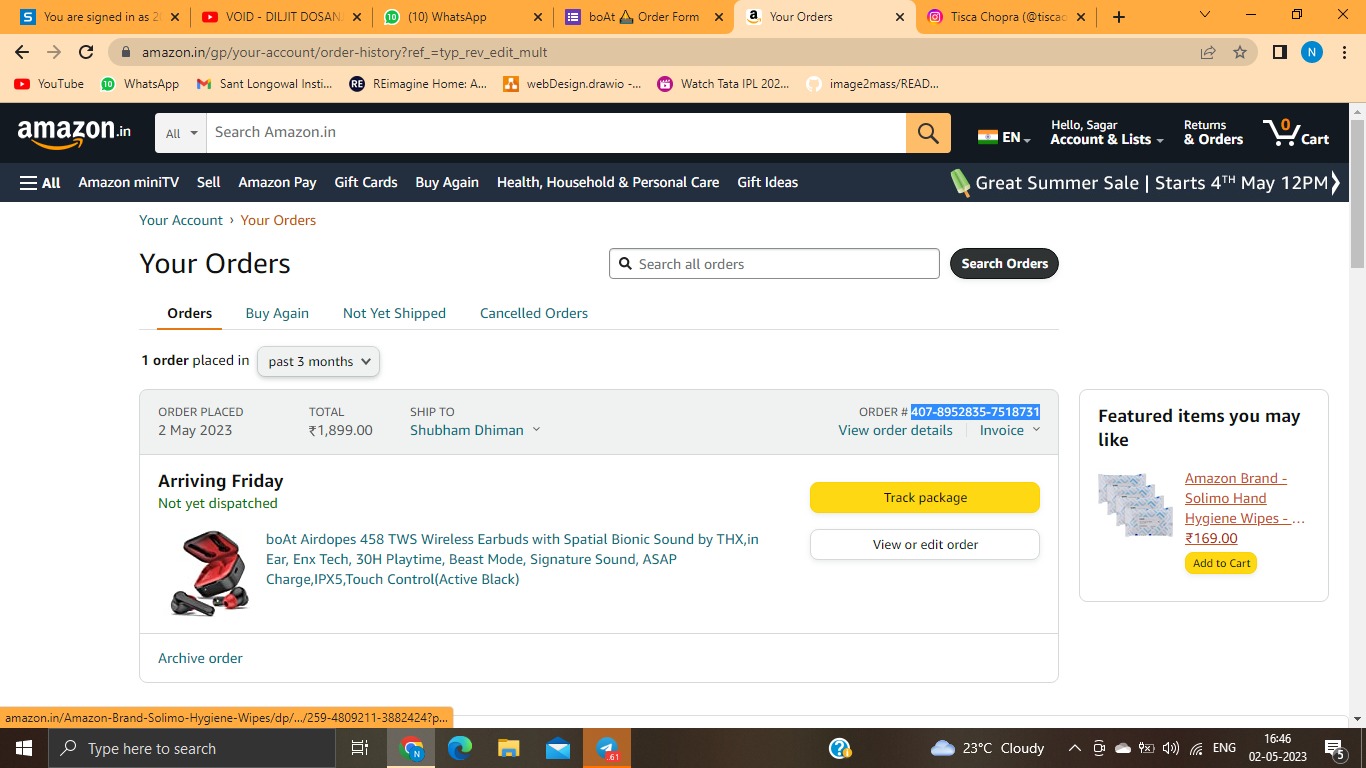 You are signed in as 20
VOID - DILJIT DOSAN
(10) WhatsApp
boAt Order Form
Your Orders
Tisca Chopra (@tiscao
amazon.in/gp/your-account/order-history?ref_=typ_rev_edit_mult
N
YouTube
10
WhatsApp
Sant Longowal Insti...
RE
REimagine Home: A...
webDesign.drawio -...
Watch Tata IPL 202...
image2mass/READ...
amazon.in
All
Search Amazon.in
EN
Hello, Sagar
Account & Lists
Returns
& Orders
0
Cart
All
Amazon miniTV
Sell
Amazon Pay
Gift Cards
Buy Again
Health, Household & Personal Care
Gift Ideas
Great Summer Sale | Starts 4TH May 12PM
Your Account › Your Orders
Your Orders
Search all orders
Search Orders
Orders
Buy Again
Not Yet Shipped
Cancelled Orders
1 order placed in
past 3 months
ORDER PLACED
2 May 2023
TOTAL
₹1,899.00
SHIP TO
Shubham Dhiman
ORDER # 407-8952835-7518731
View order details
Invoice
Arriving Friday
Not yet dispatched
boAt Airdopes 458 TWS Wireless Earbuds with Spatial Bionic Sound by THX,in
Ear, Enx Tech, 30H Playtime, Beast Mode, Signature Sound, ASAP
Charge,IPX5,Touch Control(Active Black)
Track package
View or edit order
Archive order
Featured items you may
like
Amazon Brand -
Solimo Hand
Hygiene Wipes - ...
₹169.00
Add to Cart
amazon.in/Amazon-Brand-Solimo-Hygiene-Wipes/dp/.../259-4809211-3882424?p...
Type here to search
N
61
23°C Cloudy
ENG
16:46
02-05-2023
5